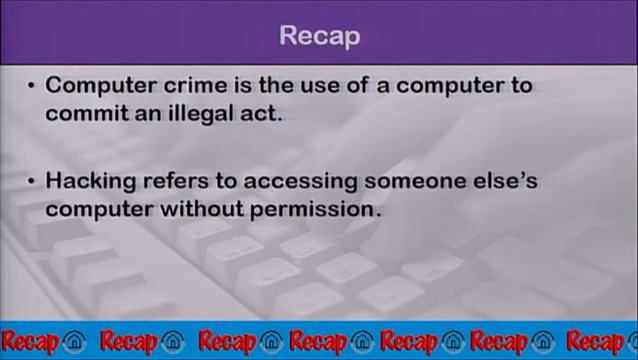 Recap
• Computer crime is the use of a computer to
commit an illegal act.
• Hacking refers to accessing someone else's
computer without permission.
Recap Recap Recap Recap Recap Recap Recap